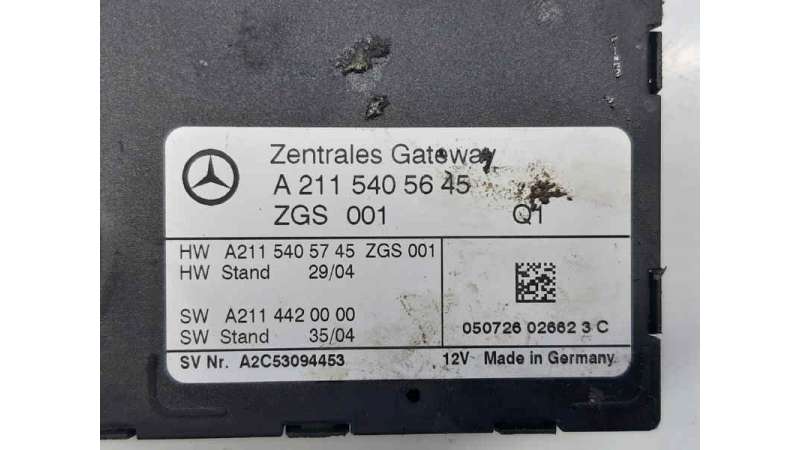 Zentrales Gateway
A 211 540 56 45
ZGS 001 Q1
HW A211 540 57 45 ZGS 001
HW Stand 29/04
SW A211 442 00 00
SW Stand 35/04
050726 02662 3 C
SV Nr. A2C53094453
12V Made in Germany